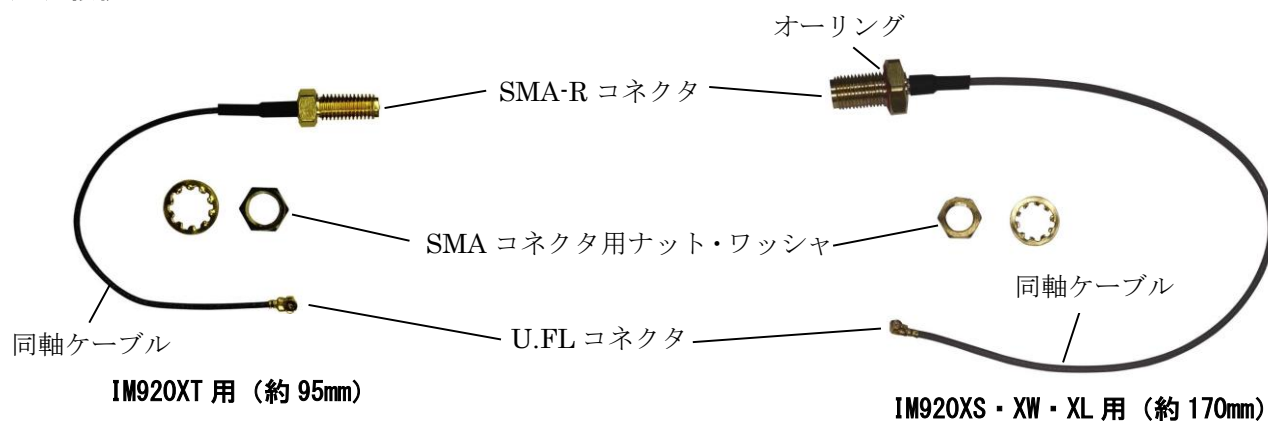 オーリング
SMA-R コネクタ
SMA コネクタ用ナット・ワッシャ
同軸ケーブル
同軸ケーブル
U.FL コネクタ
IM920XT 用（約 95mm）
IM920XS・XW・XL 用（約 170mm）